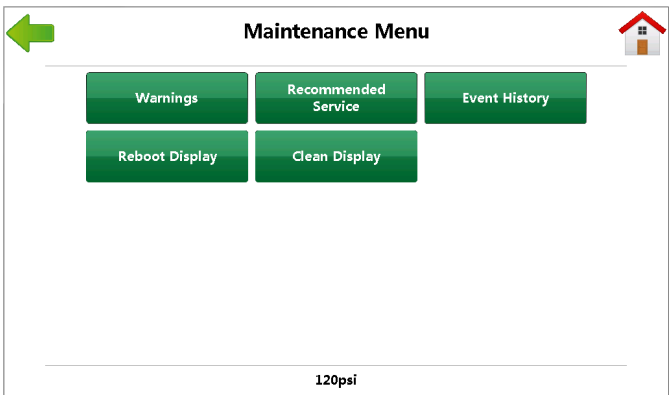 Maintenance Menu
Warnings
Recommended
Service
Event History
Reboot Display
Clean Display
120psi